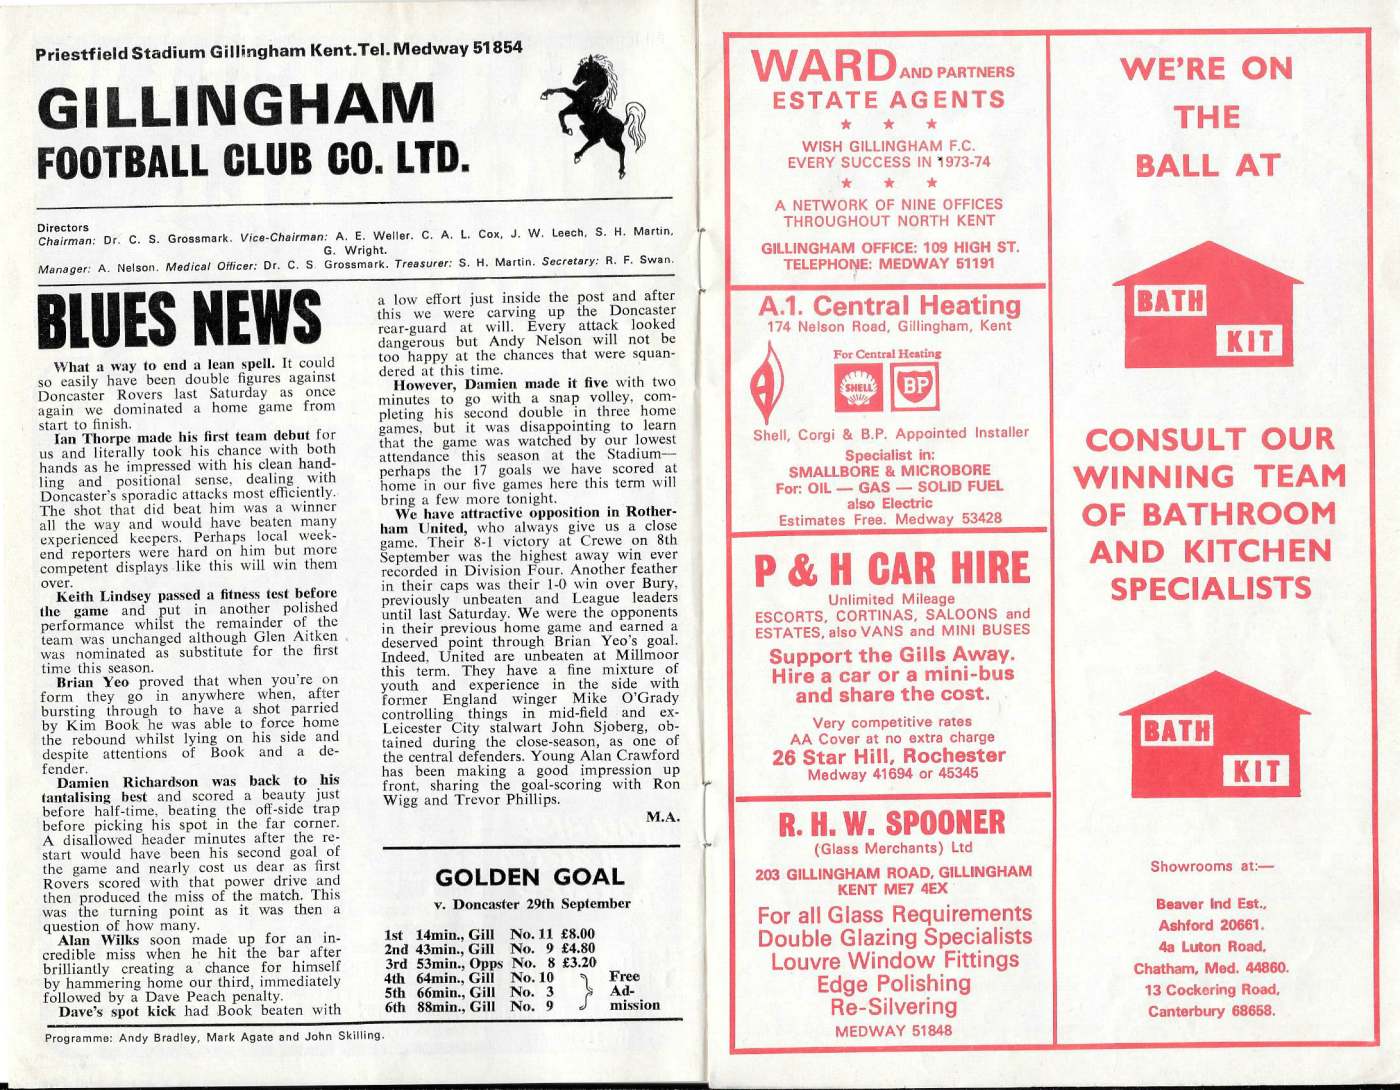 Priestfield Stadium Gillingham Kent. Tel. Medway 51854
GILLINGHAM
FOOTBALL CLUB CO. LTD.
Directors
Chairman: Dr. C. S. Grossmark. Vice-Chairman: A. E. Weller. C. A. L. Cox, J. W. Leech, S. H. Martin,
G. Wright.
Manager: A. Nelson. Medical Officer: Dr. C. S. Grossmark. Treasurer: S. H. Martin. Secretary: R. F. Swan.
BLUES NEWS
What a way to end a lean spell. It could
so easily have been double figures against
Doncaster Rovers last Saturday as once
again we dominated a home game from
start to finish.
Ian Thorpe made his first team debut for
us and literally took his chance with both
hands as he impressed with his clean hand-
ling and positional sense, dealing with
Doncaster's sporadic attacks most efficiently.
The shot that did beat him was a winner
all the way and would have beaten many
experienced keepers. Perhaps local week-
end reporters were hard on him but more
competent displays like this will win them
over.
Keith Lindsey passed a fitness test before
the game and put in another polished
performance whilst the remainder of the
team was unchanged although Glen Aitken
was nominated as substitute for the first
time this season.
Brian Yeo proved that when you're on
form they go in anywhere when, after
bursting through to have a shot parried
by Kim Book he was able to force home
the rebound whilst lying on his side and
despite attentions of Book and a de-
fender.
Damien Richardson was back to his
tantalising best and scored a beauty just
before half-time, beating the off-side trap
before picking his spot in the far corner.
A disallowed header minutes after the re-
start would have been his second goal of
the game and nearly cost us dear as first
Rovers scored with that power drive and
then produced the miss of the match. This
was the turning point as it was then a
question of how many.
Alan Wilks soon made up for an in-
credible miss when he hit the bar after
brilliantly creating a chance for himself
by hammering home our third, immediately
followed by a Dave Peach penalty.
Dave's spot kick had Book beaten with
a low effort just inside the post and after
this we were carving up the Doncaster
rear-guard at will. Every attack looked
dangerous but Andy Nelson will not be
too happy at the chances that were squan-
dered at this time.
However, Damien made it five with two
minutes to go with a snap volley, com-
pleting his second double in three home
games, but it was disappointing to learn
that the game was watched by our lowest
attendance this season at the Stadium—
perhaps the 17 goals we have scored at
home in our five games here this term will
bring a few more tonight.
We have attractive opposition in Rother-
ham United, who always give us a close
game. Their 8-1 victory at Crewe on 8th
September was the highest away win ever
recorded in Division Four. Another feather
in their caps was their 1-0 win over Bury,
previously unbeaten and League leaders
until last Saturday. We were the opponents
in their previous home game and earned a
deserved point through Brian Yeo's goal.
Indeed, United are unbeaten at Millmoor
this term. They have a fine mixture of
youth and experience in the side with
former England winger Mike O'Grady
controlling things in mid-field and ex-
Leicester City stalwart John Sjoberg, ob-
tained during the close-season, as one of
the central defenders. Young Alan Crawford
has been making a good impression up
front, sharing the goal-scoring with Ron
Wigg and Trevor Phillips.
M.A.
GOLDEN GOAL
v. Doncaster 29th September
1st 14min., Gill No. 11 £8.00
2nd 43min., Gill No. 9 £4.80
3rd 53min., Opps No. 8 £3.20
4th 64min., Gill No. 10 Free
5th 66min., Gill No. 3 Ad-
6th 88min., Gill No. 9 mission
Programme: Andy Bradley, Mark Agate and John Skilling.
WARD AND PARTNERS
ESTATE AGENTS
WISH GILLINGHAM F.C.
EVERY SUCCESS IN 1973-74
A NETWORK OF NINE OFFICES
THROUGHOUT NORTH KENT
GILLINGHAM OFFICE: 109 HIGH ST.
TELEPHONE: MEDWAY 51191
A.1. Central Heating
174 Nelson Road, Gillingham, Kent
For Central Heating
A
SHELL
BP
Shell, Corgi & B.P. Appointed Installer
Specialist in:
SMALLBORE & MICROBORE
For: OIL — GAS — SOLID FUEL
also Electric
Estimates Free. Medway 53428
P & H CAR HIRE
Unlimited Mileage
ESCORTS, CORTINAS, SALOONS and
ESTATES, also VANS and MINI BUSES
Support the Gills Away.
Hire a car or a mini-bus
and share the cost.
Very competitive rates
AA Cover at no extra charge
26 Star Hill, Rochester
Medway 41694 or 45345
R. H. W. SPOONER
(Glass Merchants) Ltd
203 GILLINGHAM ROAD, GILLINGHAM
KENT ME7 4EX
For all Glass Requirements
Double Glazing Specialists
Louvre Window Fittings
Edge Polishing
Re-Silvering
MEDWAY 51848
WE'RE ON
THE
BALL AT
BATH
KIT
CONSULT OUR
WINNING TEAM
OF BATHROOM
AND KITCHEN
SPECIALISTS
BATH
KIT
Showrooms at:—
Beaver Ind Est.,
Ashford 20661.
4a Luton Road,
Chatham, Med. 44860.
13 Cockering Road,
Canterbury 68658.